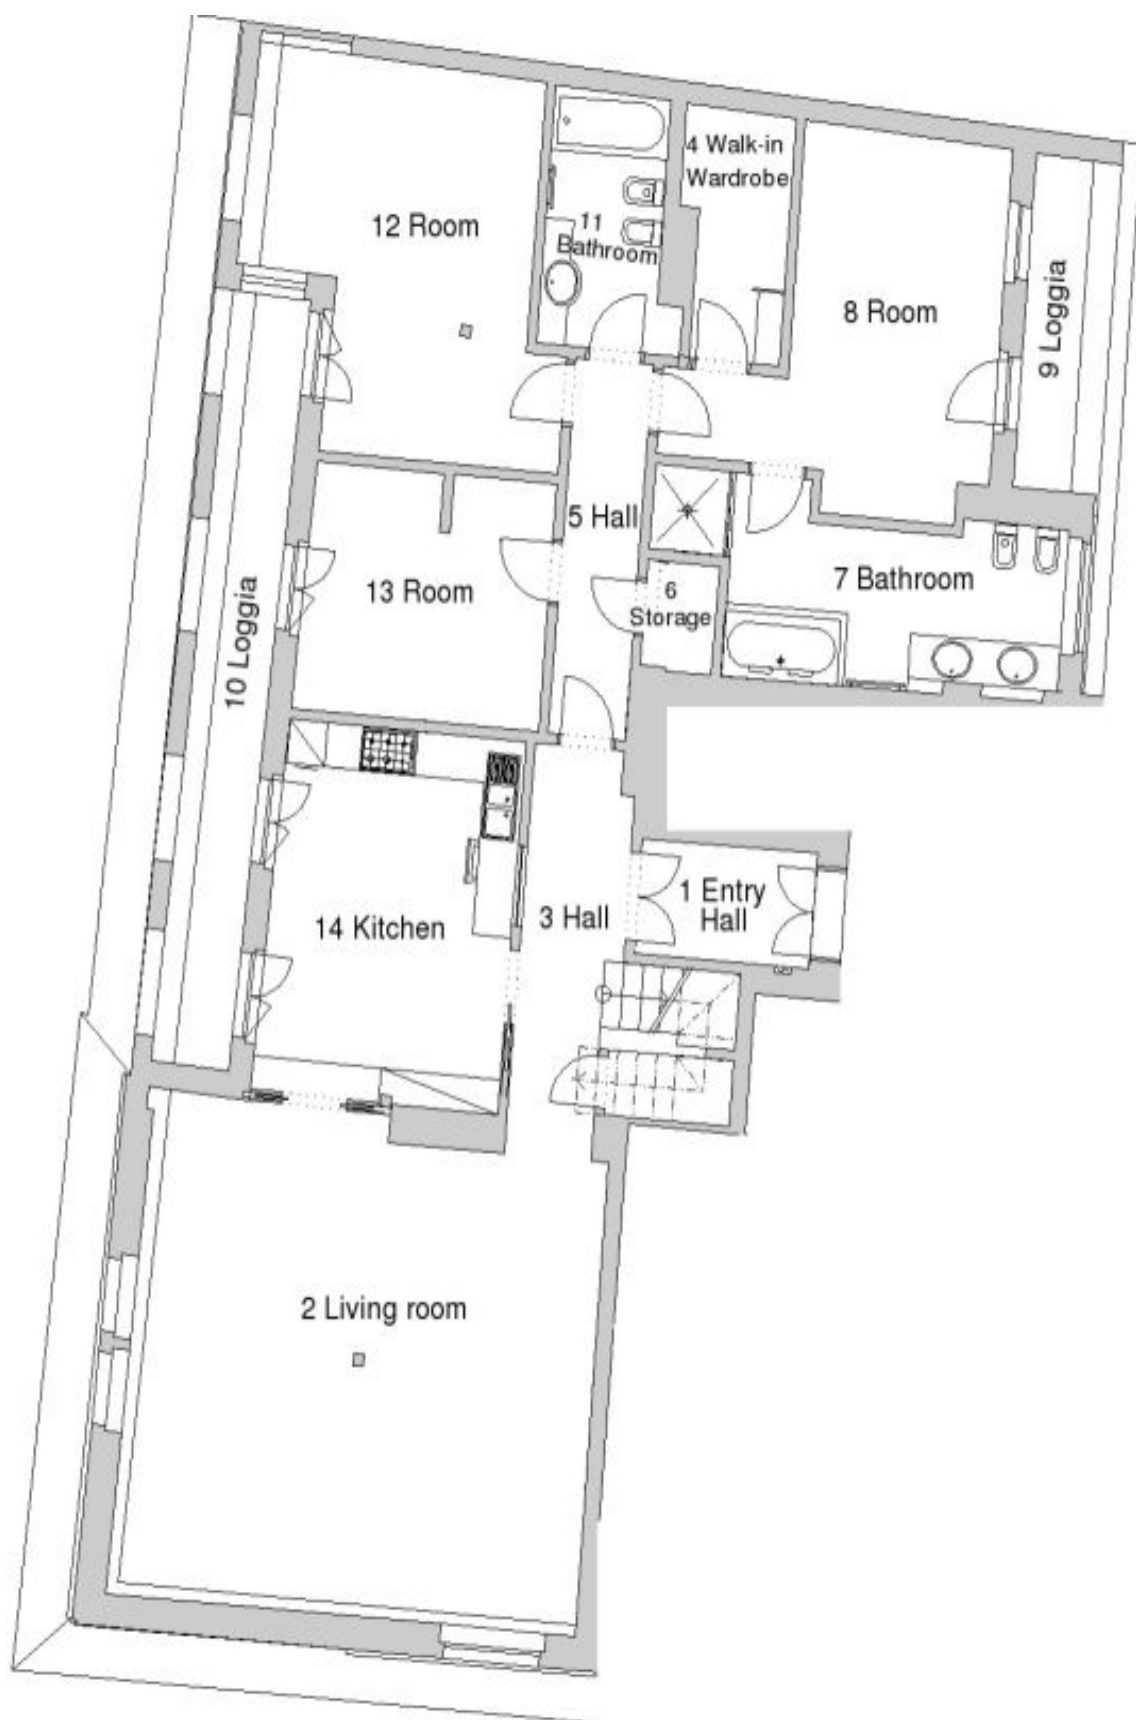 4 Walk-in
Wardrobe
12 Room
11
Bathroom
8 Room
9 Loggia
5 Hall
13 Room
6
Storage
7 Bathroom
10 Loggia
14 Kitchen
3 Hall
1 Entry
Hall
2 Living room